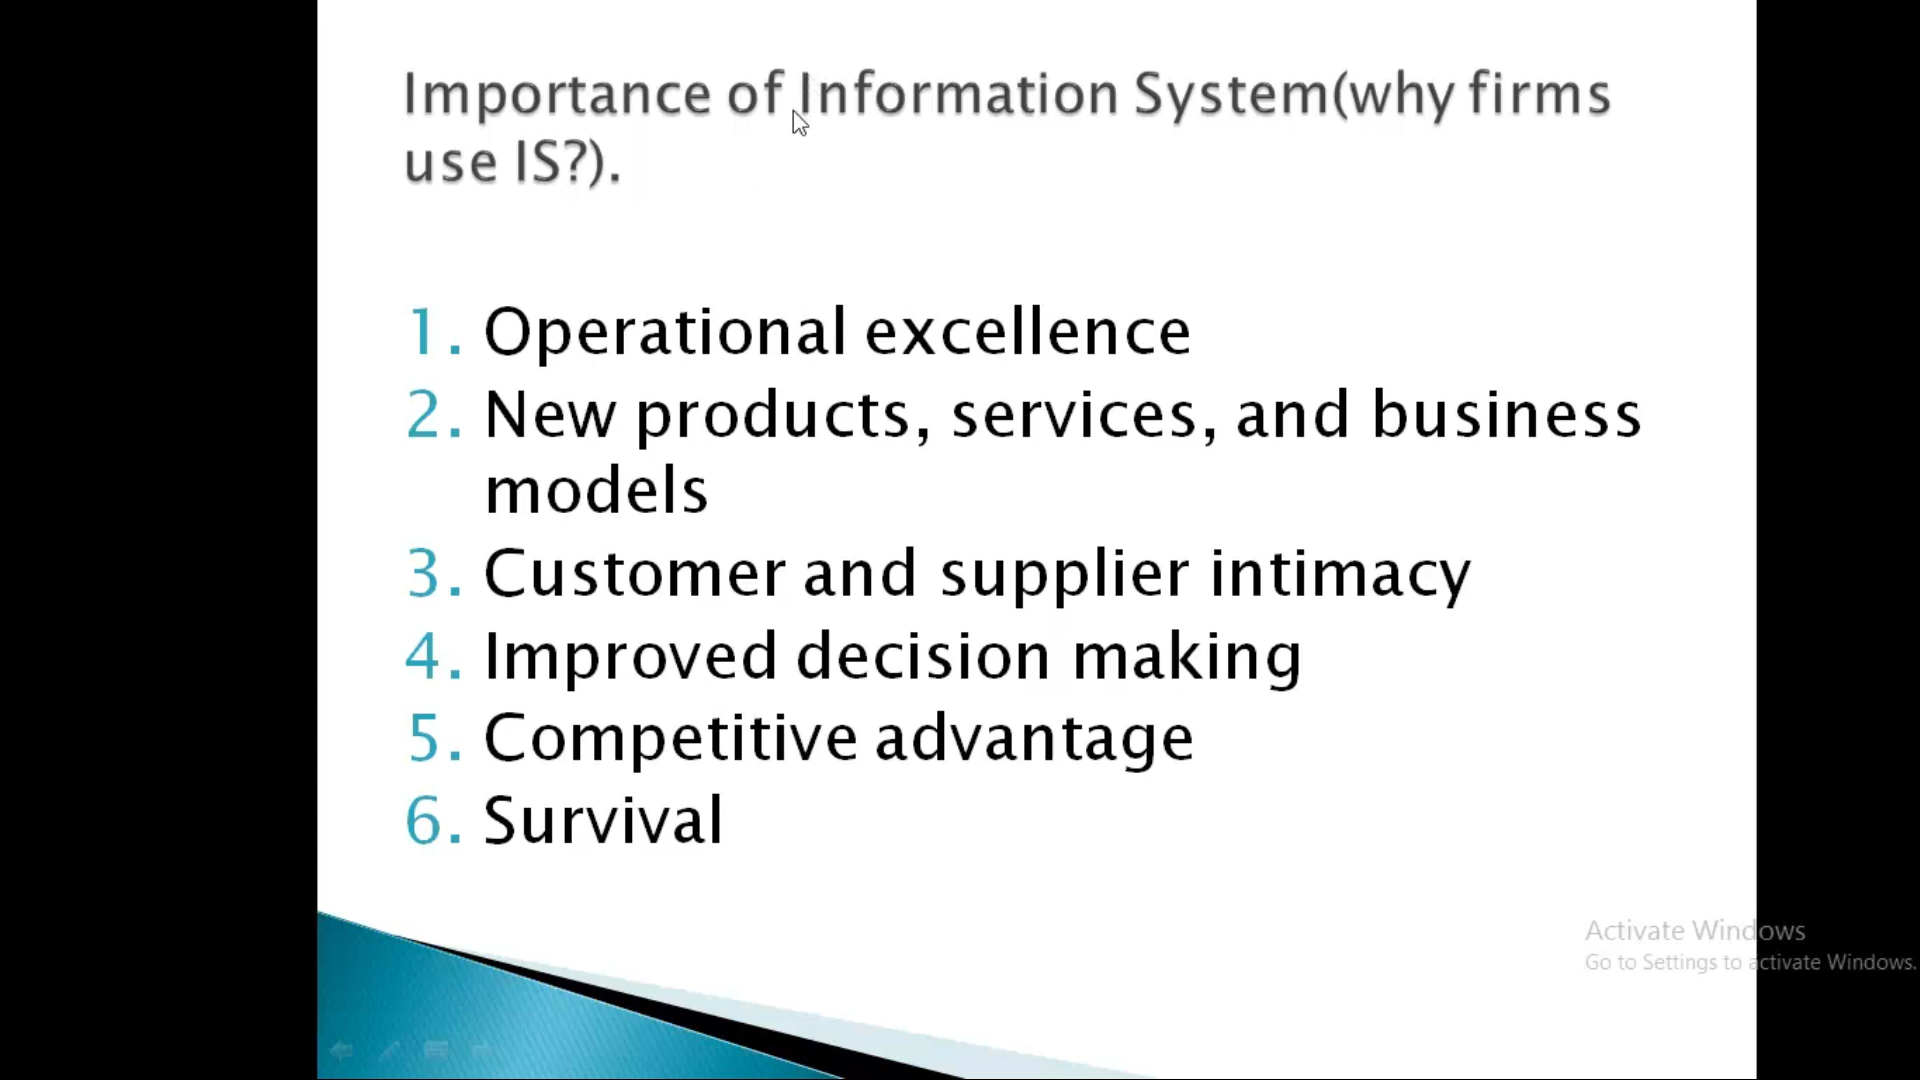 Importance of Information System(why firms
use IS?).
1. Operational excellence
2. New products, services, and business
models
3. Customer and supplier intimacy
4. Improved decision making
5. Competitive advantage
6. Survival
Activate Windows
Go to Settings to activate Windows.